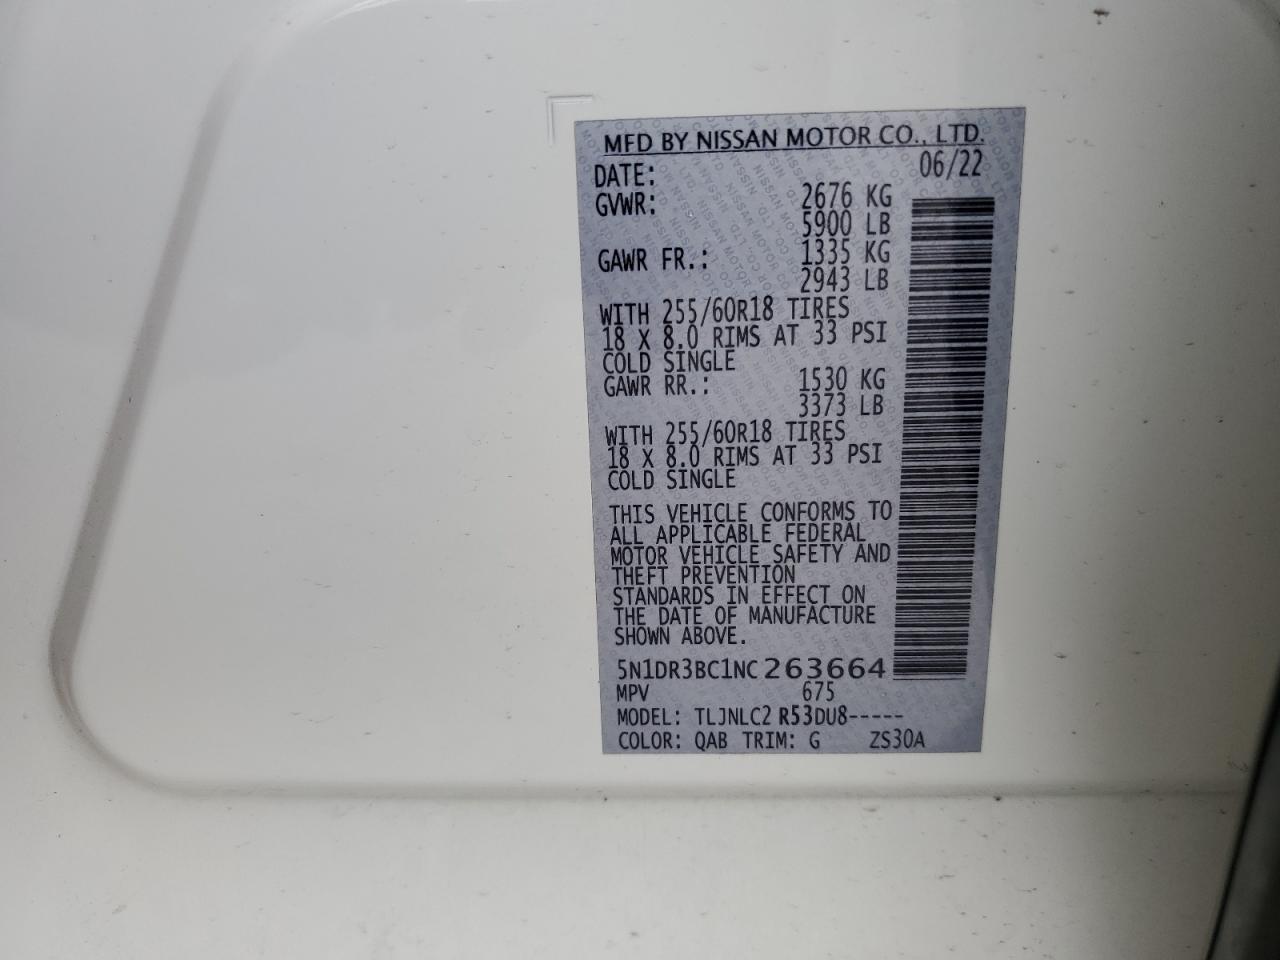 MFD BY NISSAN MOTOR CO., LTD.
DATE: 06/22
GVWR: 2676 KG
5900 LB
GAWR FR.: 1335 KG
2943 LB
WITH 255/60R18 TIRES
18 X 8.0 RIMS AT 33 PSI
COLD SINGLE
GAWR RR.: 1530 KG
3373 LB
WITH 255/60R18 TIRES
18 X 8.0 RIMS AT 33 PSI
COLD SINGLE
THIS VEHICLE CONFORMS TO
ALL APPLICABLE FEDERAL
MOTOR VEHICLE SAFETY AND
THEFT PREVENTION
STANDARDS IN EFFECT ON
THE DATE OF MANUFACTURE
SHOWN ABOVE.
5N1DR3BC1NC263664
MPV 675
MODEL: TLJNLC2 R53DU8-----
COLOR: QAB TRIM: G ZS30A